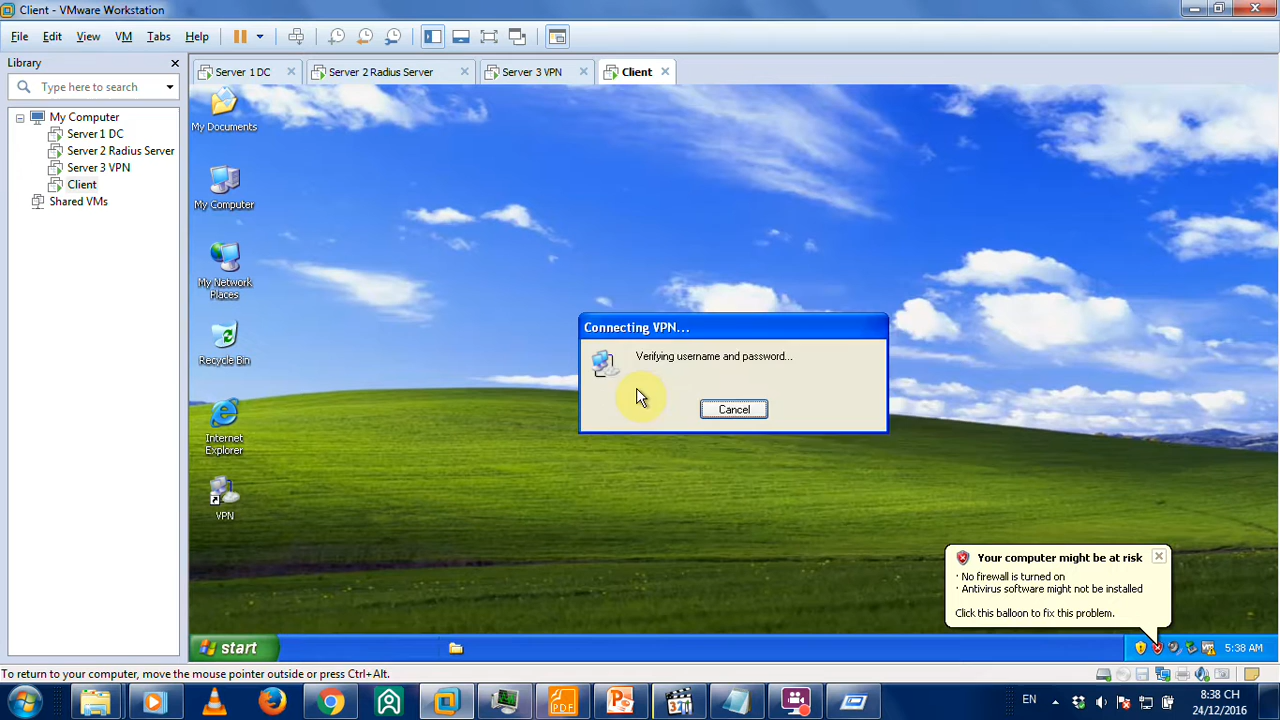 Client - VMware Workstation
File Edit View VM Tabs Help
Library
Type here to search
My Computer
Server 1 DC
Server 2 Radius Server
Server 3 VPN
Client
Shared VMs
Server 1 DC
Server 2 Radius Server
Server 3 VPN
Client
My Documents
My Computer
My Network
Places
Recycle Bin
Internet
Explorer
VPN
Connecting VPN...
Verifying username and password...
Cancel
Your computer might be at risk
· No firewall is turned on
· Antivirus software might not be installed
Click this balloon to fix this problem.
start
5:38 AM
To return to your computer, move the mouse pointer outside or press Ctrl+Alt.
PDF
321
EN
8:38 CH
24/12/2016